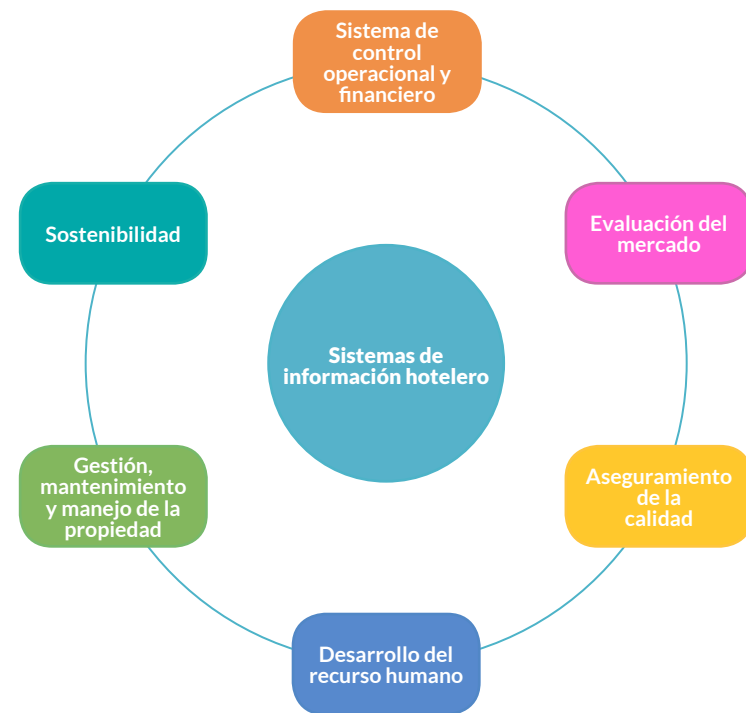 Sistema de
control
operacional y
financiero
Evaluación del
mercado
Aseguramiento
de la
calidad
Desarrollo del
recurso humano
Gestión,
mantenimiento
y manejo de la
propiedad
Sostenibilidad
Sistemas de
información hotelero